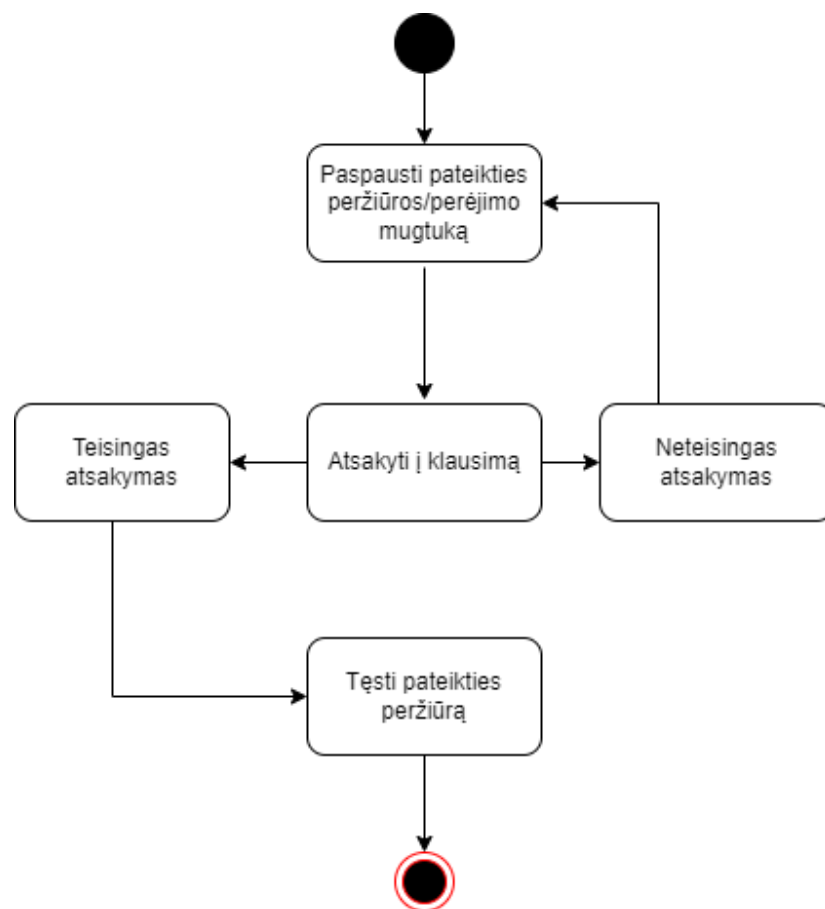 Paspausti pateikties
peržiūros/perėjimo
mugtuką
Teisingas
atsakymas
Atsakyti į klausimą
Neteisingas
atsakymas
Tęsti pateikties
peržiūrą